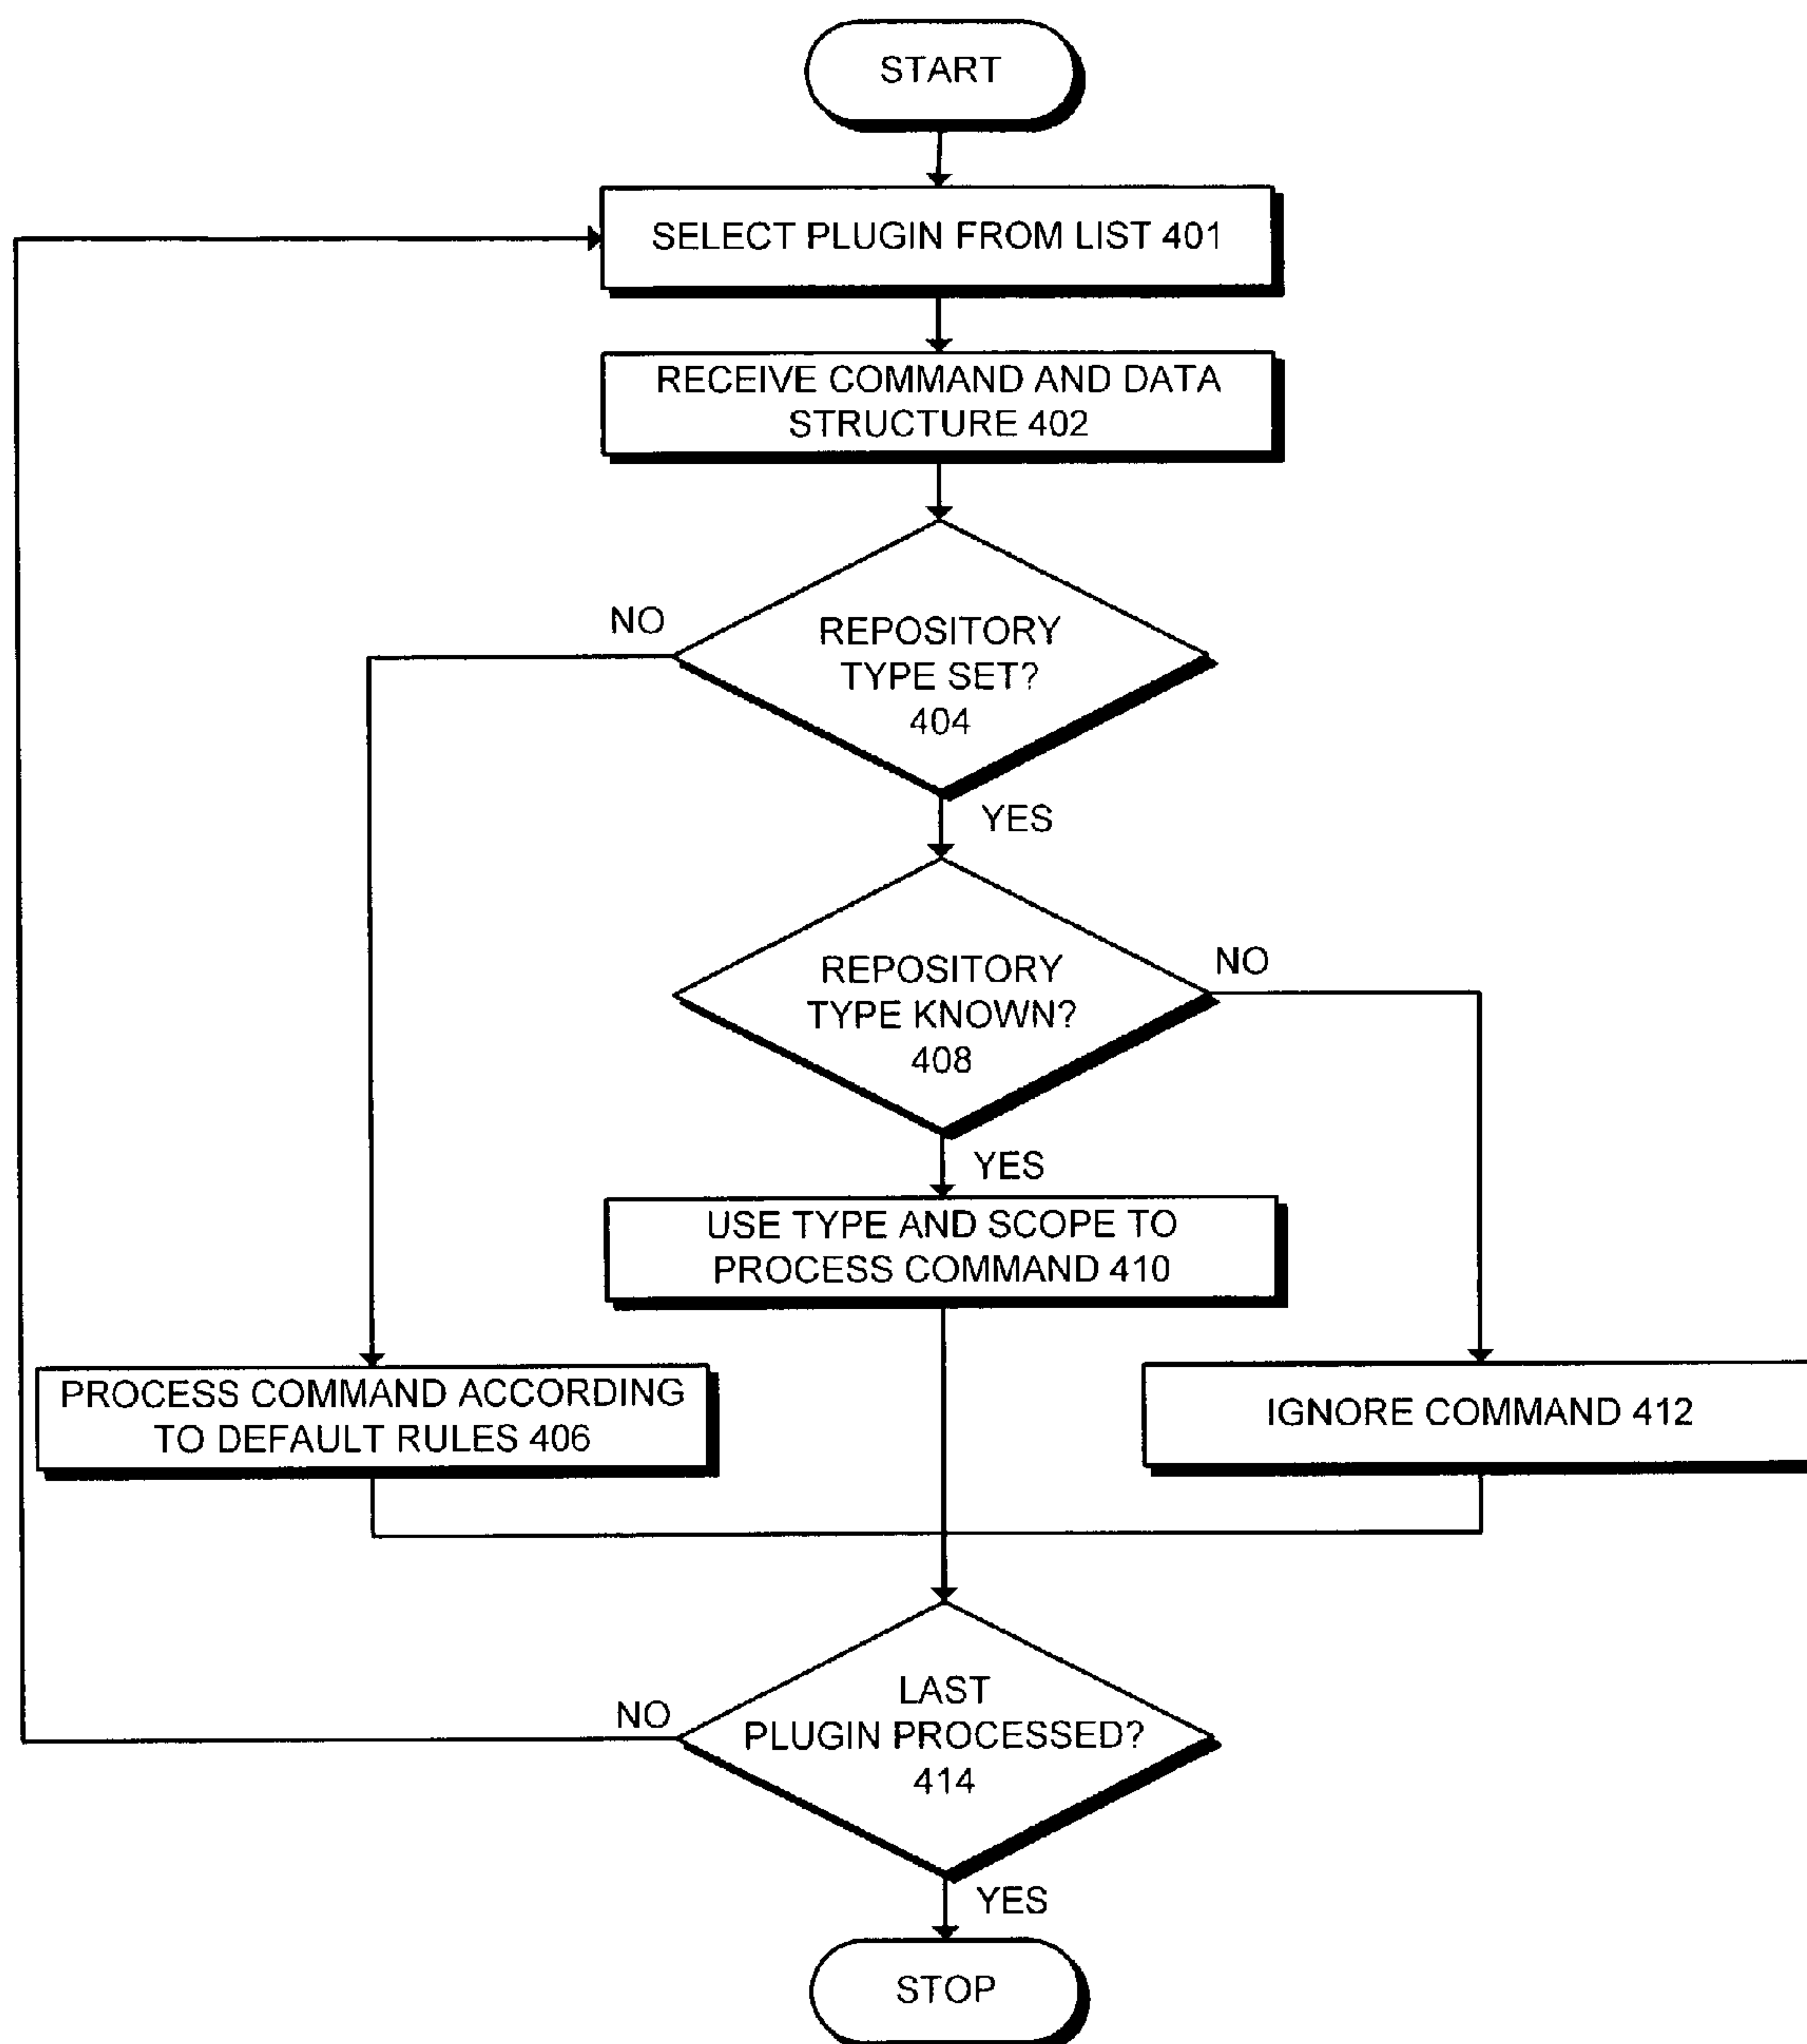 START
SELECT PLUGIN FROM LIST 401
RECEIVE COMMAND AND DATA
STRUCTURE 402
NO
REPOSITORY
TYPE SET?
404
YES
REPOSITORY
TYPE KNOWN?
408
NO
YES
USE TYPE AND SCOPE TO
PROCESS COMMAND 410
PROCESS COMMAND ACCORDING
TO DEFAULT RULES 406
IGNORE COMMAND 412
NO
LAST
PLUGIN PROCESSED?
414
YES
STOP